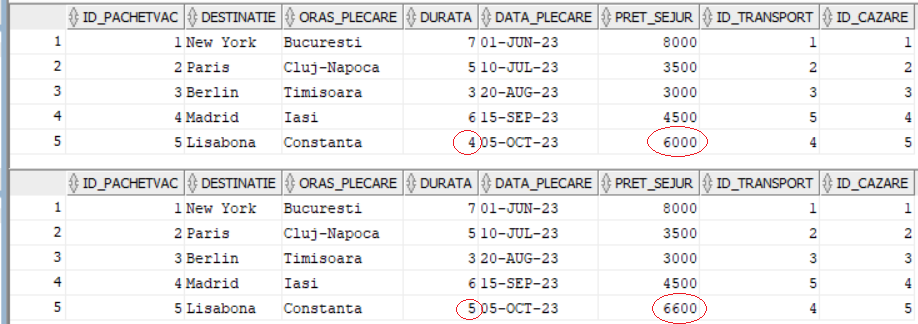 ID_PACHETVAC DESTINATIE ORAS_PLECARE DURATA DATA_PLECARE PRET_SEJUR ID_TRANSPORT ID_CAZARE
1 1 New York Bucuresti 7 01-JUN-23 8000 1 1
2 2 Paris Cluj-Napoca 5 10-JUL-23 3500 2 2
3 3 Berlin Timisoara 3 20-AUG-23 3000 3 3
4 4 Madrid Iasi 6 15-SEP-23 4500 5 4
5 5 Lisabona Constanta 4 05-OCT-23 6000 4 5
ID_PACHETVAC DESTINATIE ORAS_PLECARE DURATA DATA_PLECARE PRET_SEJUR ID_TRANSPORT ID_CAZARE
1 1 New York Bucuresti 7 01-JUN-23 8000 1 1
2 2 Paris Cluj-Napoca 5 10-JUL-23 3500 2 2
3 3 Berlin Timisoara 3 20-AUG-23 3000 3 3
4 4 Madrid Iasi 6 15-SEP-23 4500 5 4
5 5 Lisabona Constanta 5 05-OCT-23 6600 4 5